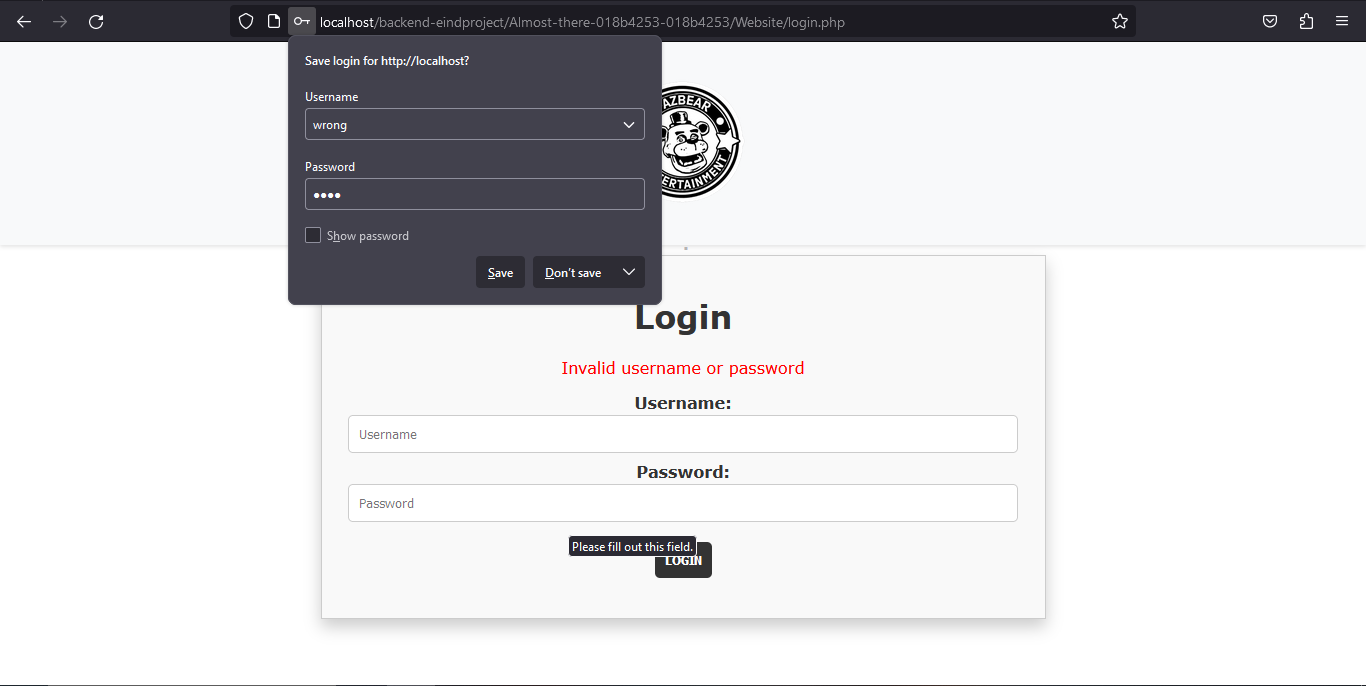 localhost/backend-eindproject/Almost-there-018b4253-018b4253/Website/login.php
Save login for http://localhost?
Username
wrong
Password
••••
Show password
Save
Don't save
AZBEAR
ERTAINMENT
Login
Invalid username or password
Username:
Username
Password:
Password
Please fill out this field.
LOGIN